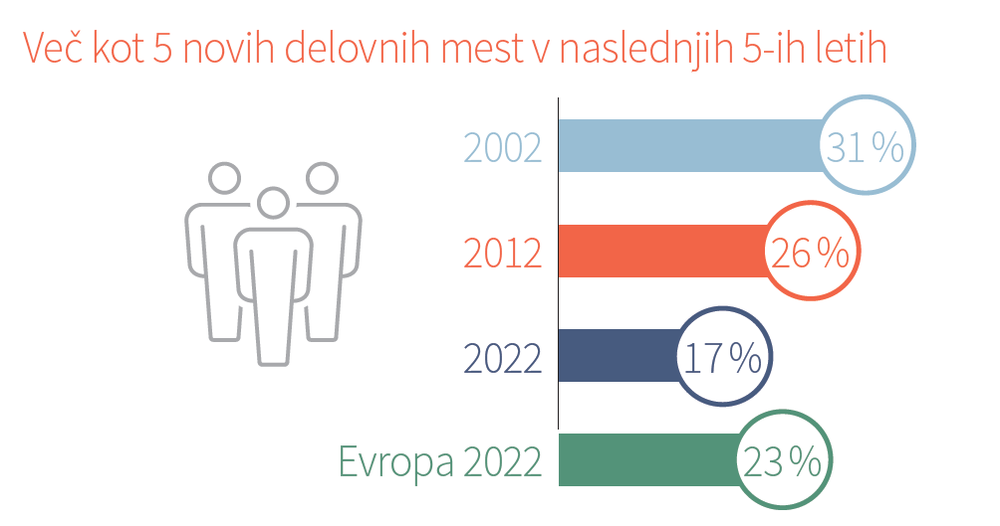 Več kot 5 novih delovnih mest v naslednjih 5-ih letih
2002 31 %
2012 26 %
2022 17 %
Evropa 2022 23 %